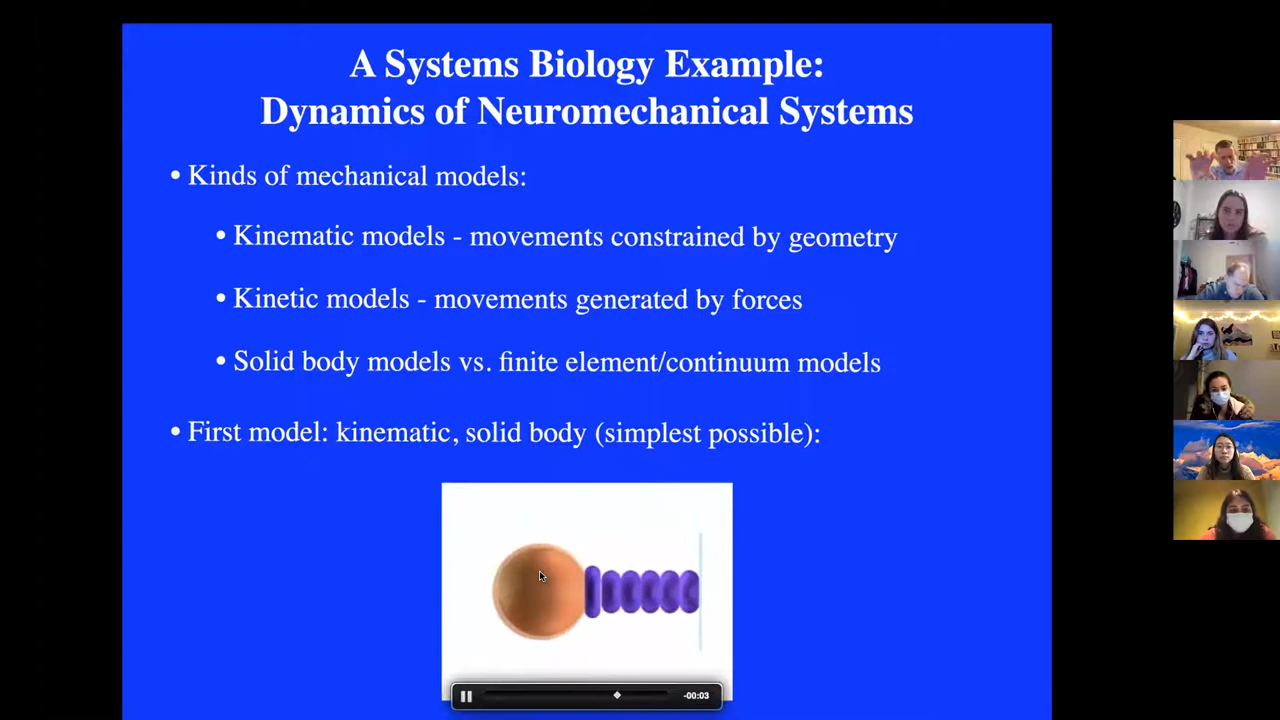 A Systems Biology Example:
Dynamics of Neuromechanical Systems
• Kinds of mechanical models:
• Kinematic models - movements constrained by geometry
• Kinetic models - movements generated by forces
• Solid body models vs. finite element/continuum models
• First model: kinematic, solid body (simplest possible):
-00:03